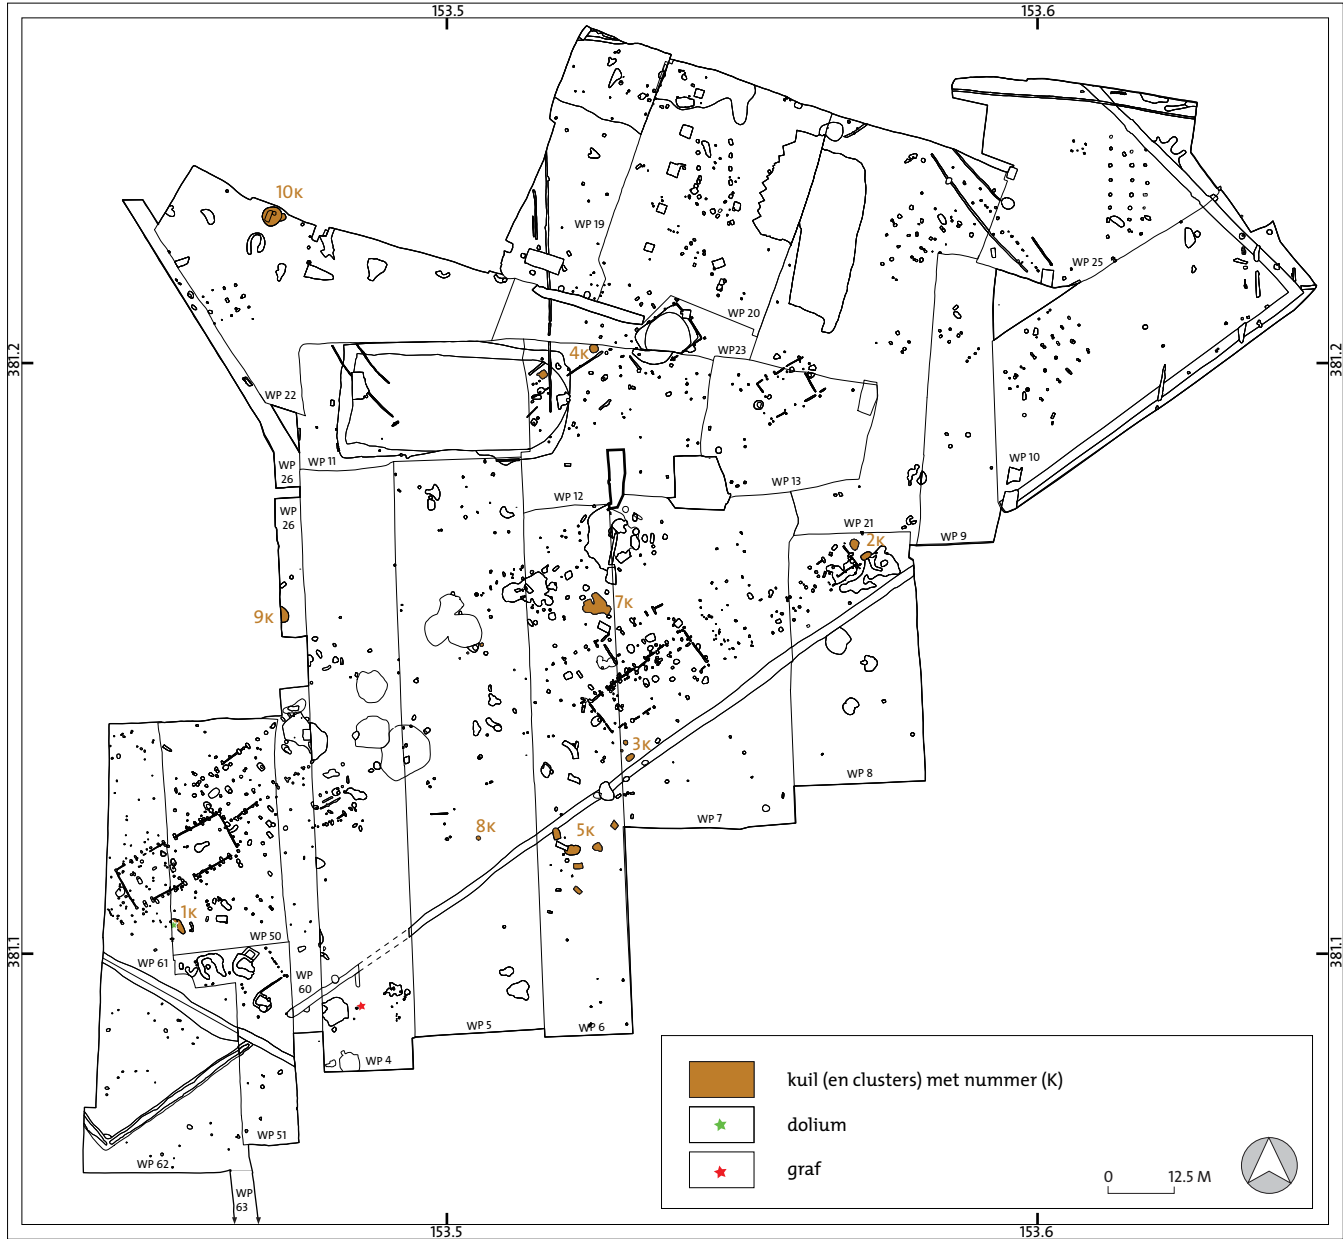 153.5
153.6
10K
WP 19
WP 25
WP 20
4K
WP23
381.2
381.2
WP 22
WP
26
WP 11
WP 10
WP 13
WP 12
WP
26
WP 21
2K
WP 9
7K
9K
3K
WP 8
WP 7
8K
5K
1K
WP 50
WP 61
381.1
381.1
WP
60
WP 5
WP 6
WP 4
WP 51
WP 62
WP
63
kuil (en clusters) met nummer (K)
dolium
graf
0 12.5 M
153.5
153.6